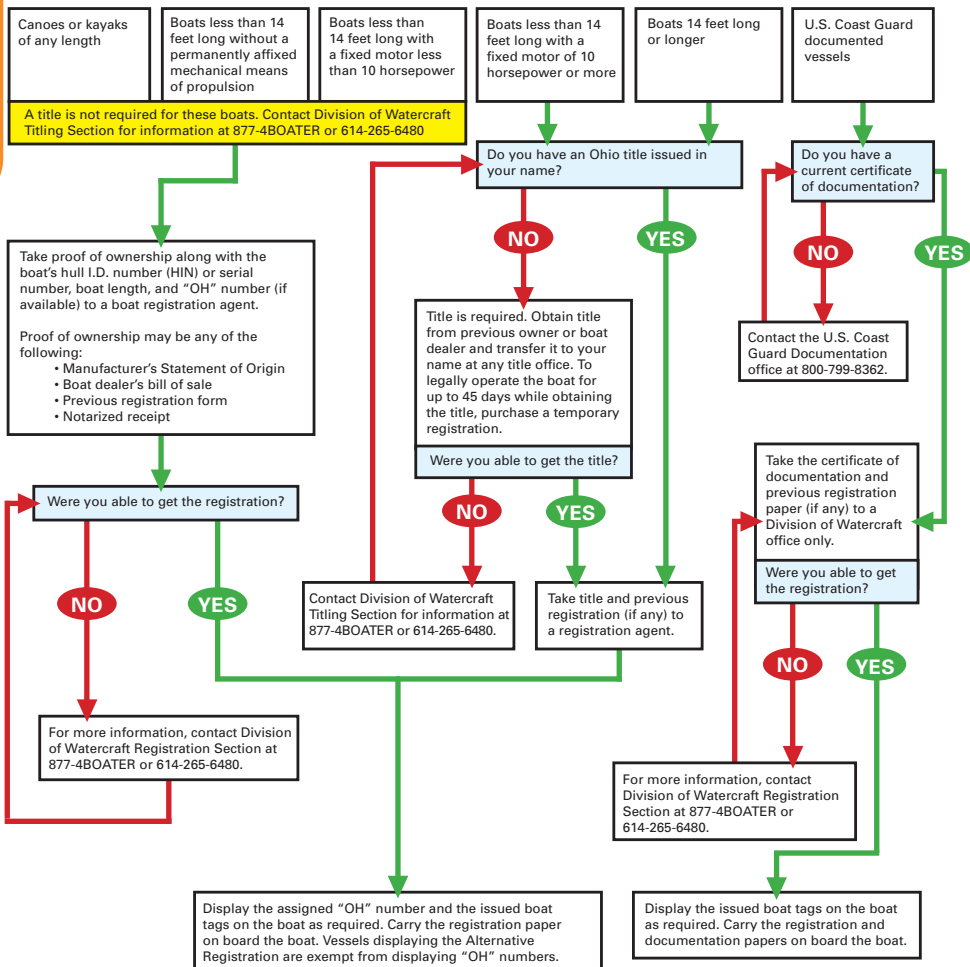 Canoes or kayaks
of any length
Boats less than 14
feet long without a
permanently affixed
mechanical means
of propulsion
Boats less than
14 feet long with
a fixed motor less
than 10 horsepower
Boats less than 14
feet long with a
fixed motor of 10
horsepower or more
Boats 14 feet long
or longer
U.S. Coast Guard
documented
vessels
A title is not required for these boats. Contact Division of Watercraft
Titling Section for information at 877-4BOATER or 614-265-6480
Do you have an Ohio title issued in
your name?
Do you have a
current certificate
of documentation?
NO
YES
NO
YES
Take proof of ownership along with the
boat's hull I.D. number (HIN) or serial
number, boat length, and “OH” number (if
available) to a boat registration agent.
Proof of ownership may be any of the
following:
• Manufacturer's Statement of Origin
• Boat dealer's bill of sale
• Previous registration form
• Notarized receipt
Title is required. Obtain title
from previous owner or boat
dealer and transfer it to your
name at any title office. To
legally operate the boat for
up to 45 days while obtaining
the title, purchase a temporary
registration.
Were you able to get the title?
Contact the U.S. Coast
Guard Documentation
office at 800-799-8362.
Take the certificate of
documentation and
previous registration
paper (if any) to a
Division of Watercraft
office only.
Were you able to get
the registration?
Were you able to get the registration?
NO
YES
NO
YES
Contact Division of Watercraft
Titling Section for information at
877-4BOATER or 614-265-6480.
Take title and previous
registration (if any) to
a registration agent.
NO
YES
For more information, contact Division
of Watercraft Registration Section at
877-4BOATER or 614-265-6480.
For more information, contact
Division of Watercraft Registration
Section at 877-4BOATER or
614-265-6480.
Display the assigned “OH” number and the issued boat
tags on the boat as required. Carry the registration paper
on board the boat. Vessels displaying the Alternative
Registration are exempt from displaying “OH” numbers.
Display the issued boat tags on the boat
as required. Carry the registration and
documentation papers on board the boat.